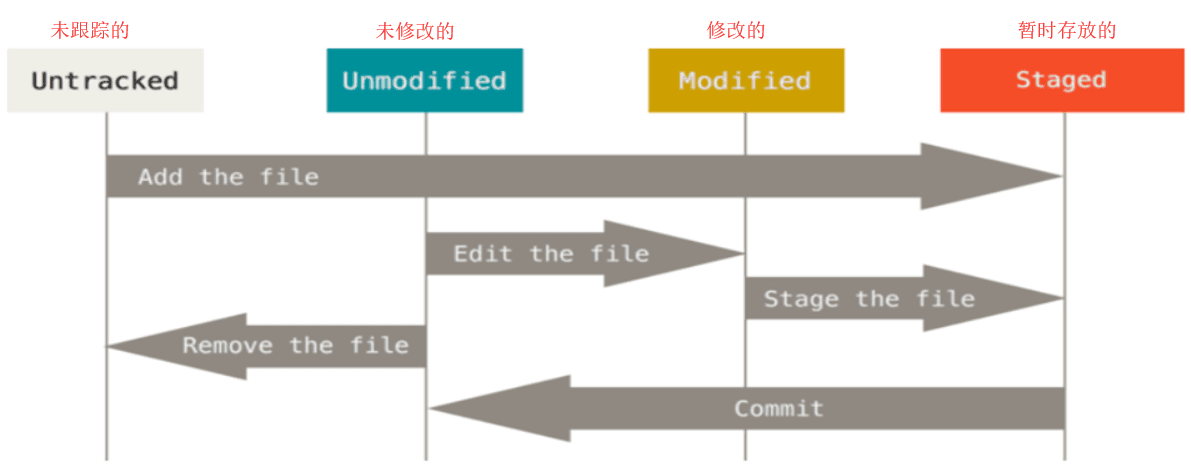 未跟踪的
未修改的
修改的
暂时存放的
Untracked
Unmodified
Modified
Staged
Add the file
Edit the file
Stage the file
Remove the file
Commit